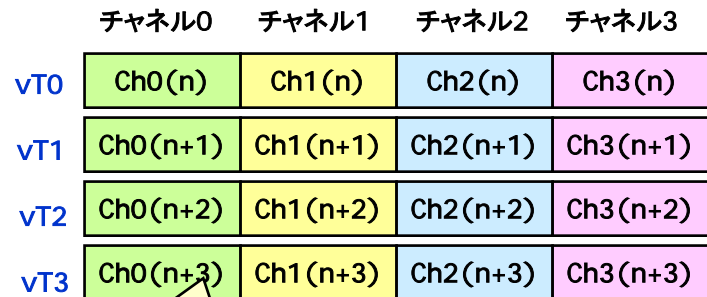 チャネル0 チャネル1 チャネル2 チャネル3
vT0 Ch0(n) Ch1(n) Ch2(n) Ch3(n)
vT1 Ch0(n+1) Ch1(n+1) Ch2(n+1) Ch3(n+1)
vT2 Ch0(n+2) Ch1(n+2) Ch2(n+2) Ch3(n+2)
vT3 Ch0(n+3) Ch1(n+3) Ch2(n+3) Ch3(n+3)